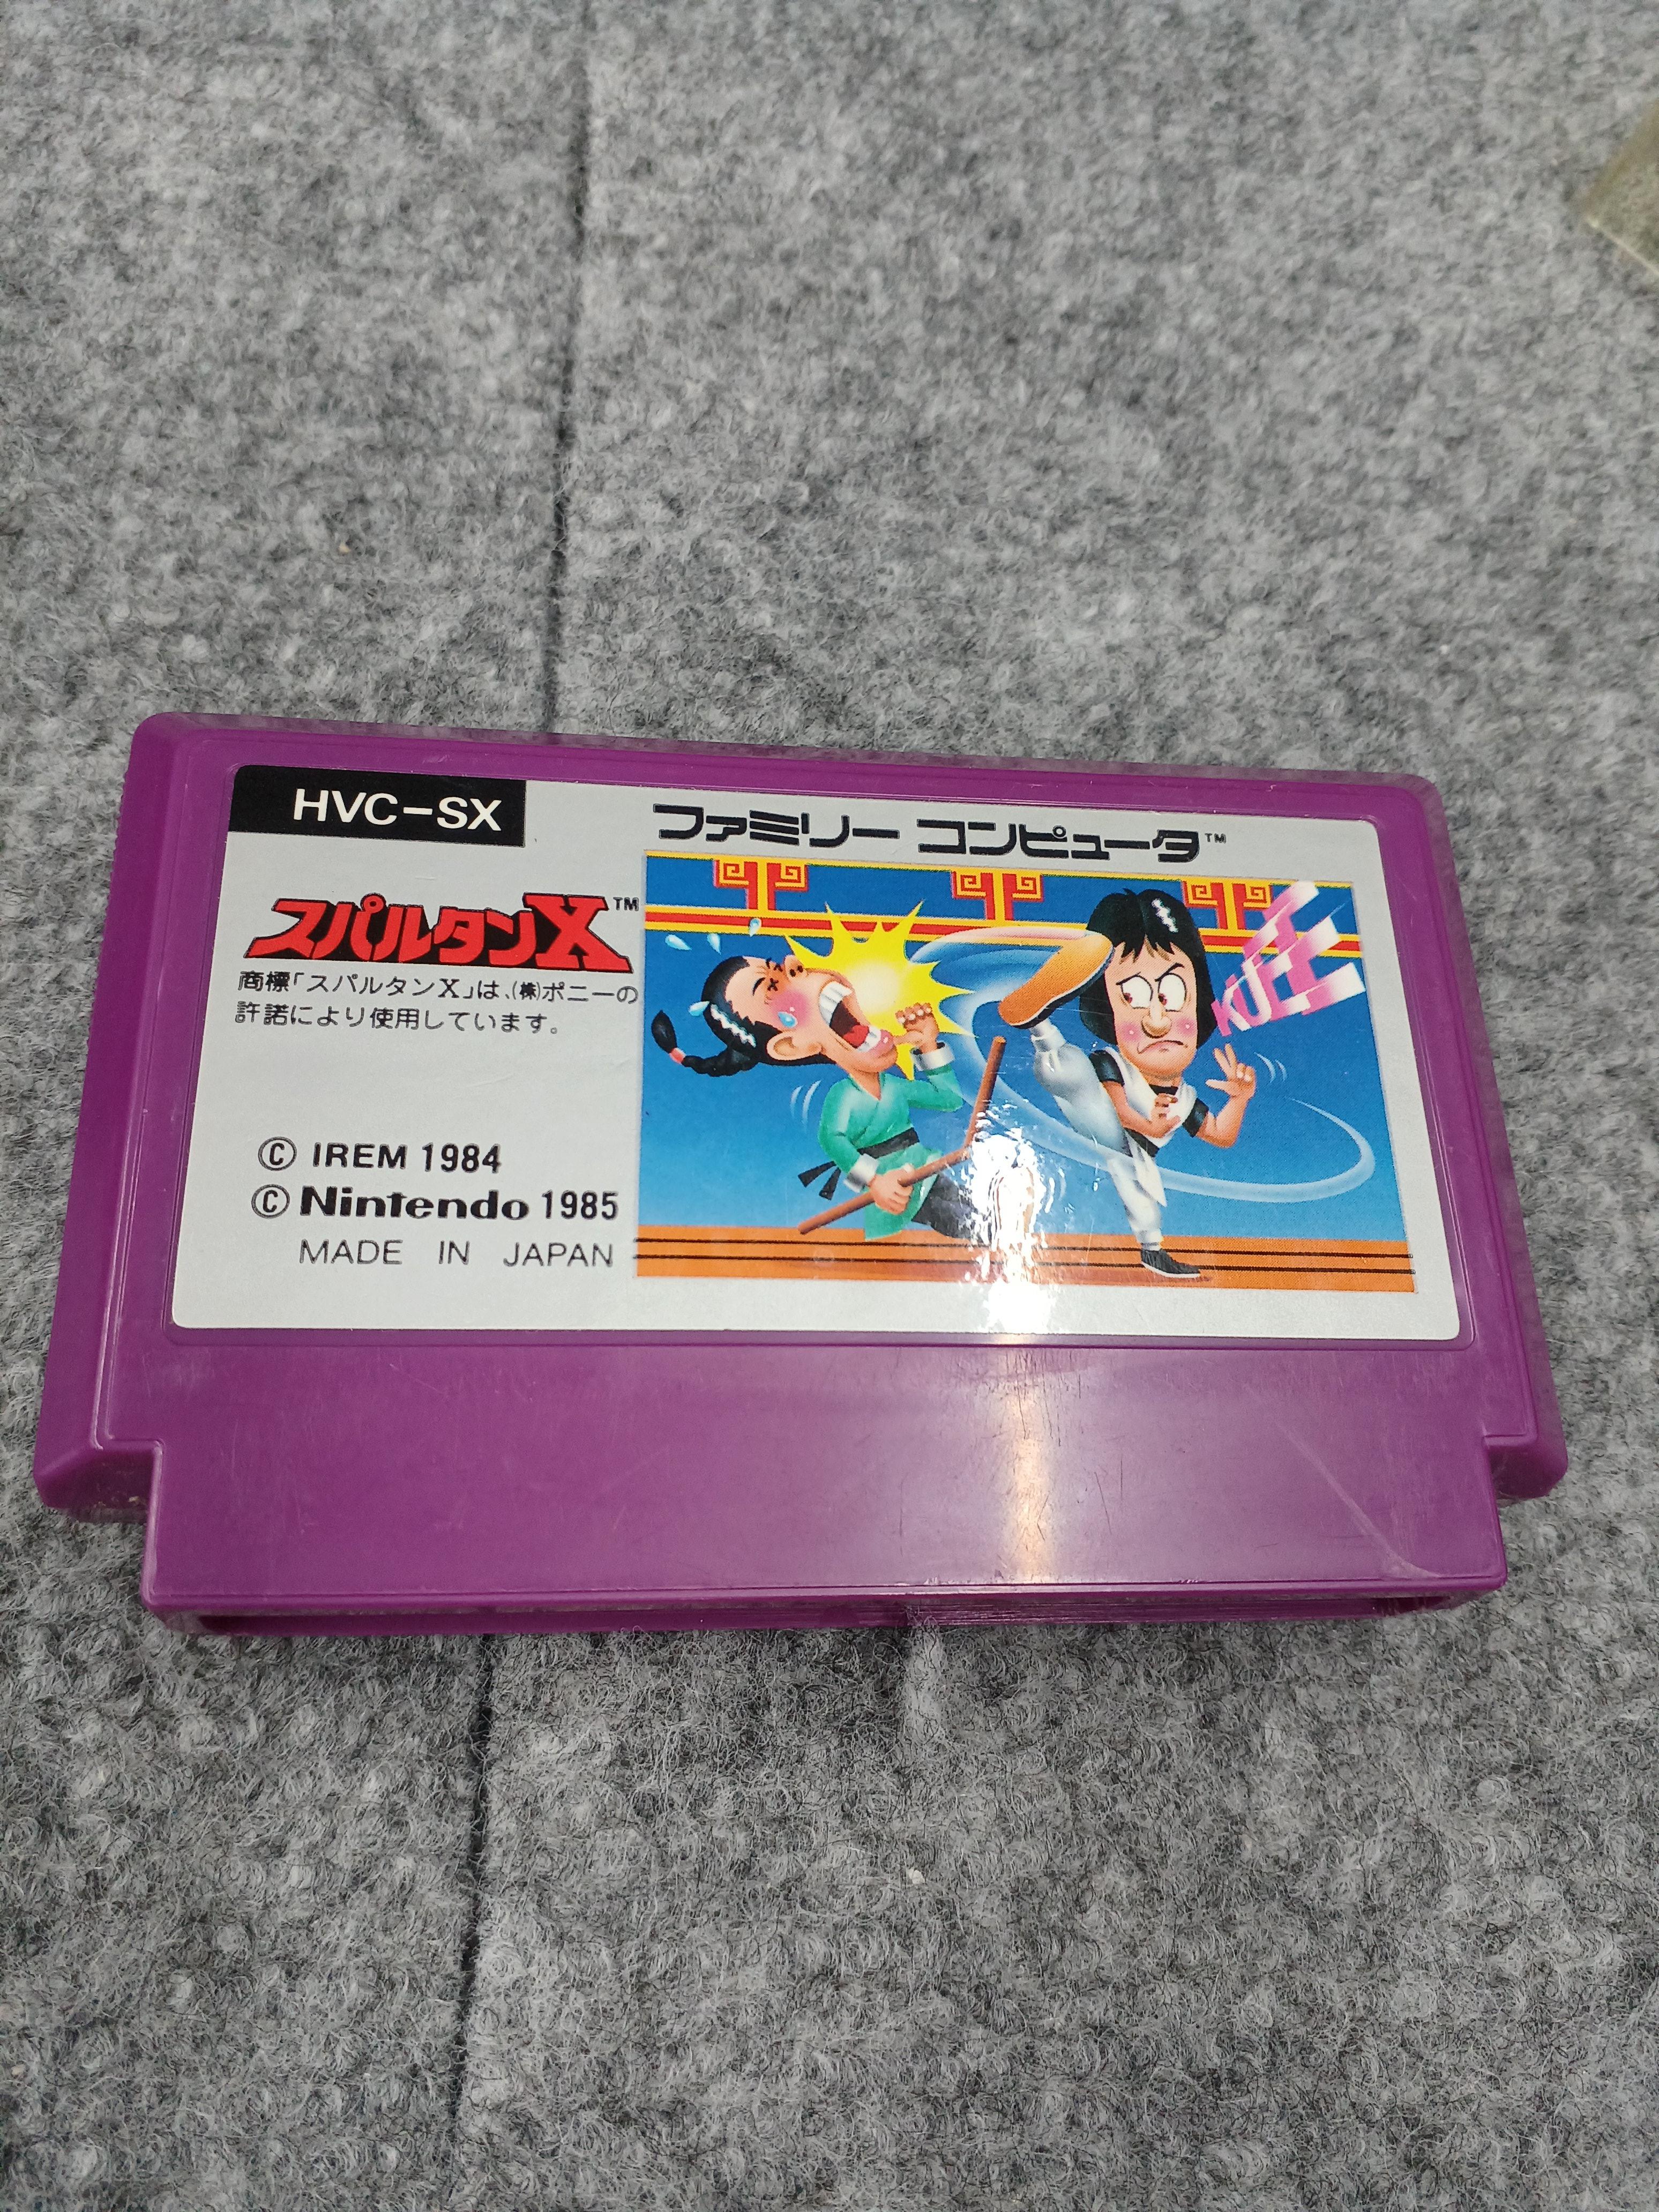 HVC-SX
ファミリー コンピュータ™
スパルタンX™
商標「スパルタンX」は、(株)ポニーの
許諾により使用しています。
KUEEE
© IREM 1984
© Nintendo 1985
MADE IN JAPAN